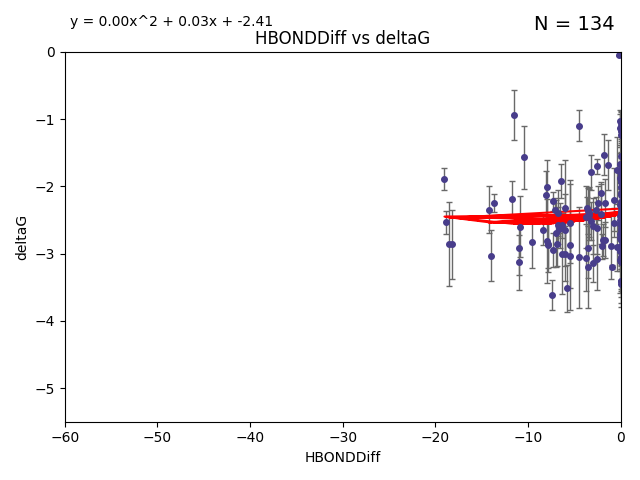 y = 0.00x^2 + 0.03x + -2.41
N = 134
HBONDDiff vs deltaG
deltaG
0
−1
−2
−3
−4
−5
−60
−50
−40
−30
−20
−10
0
HBONDDiff